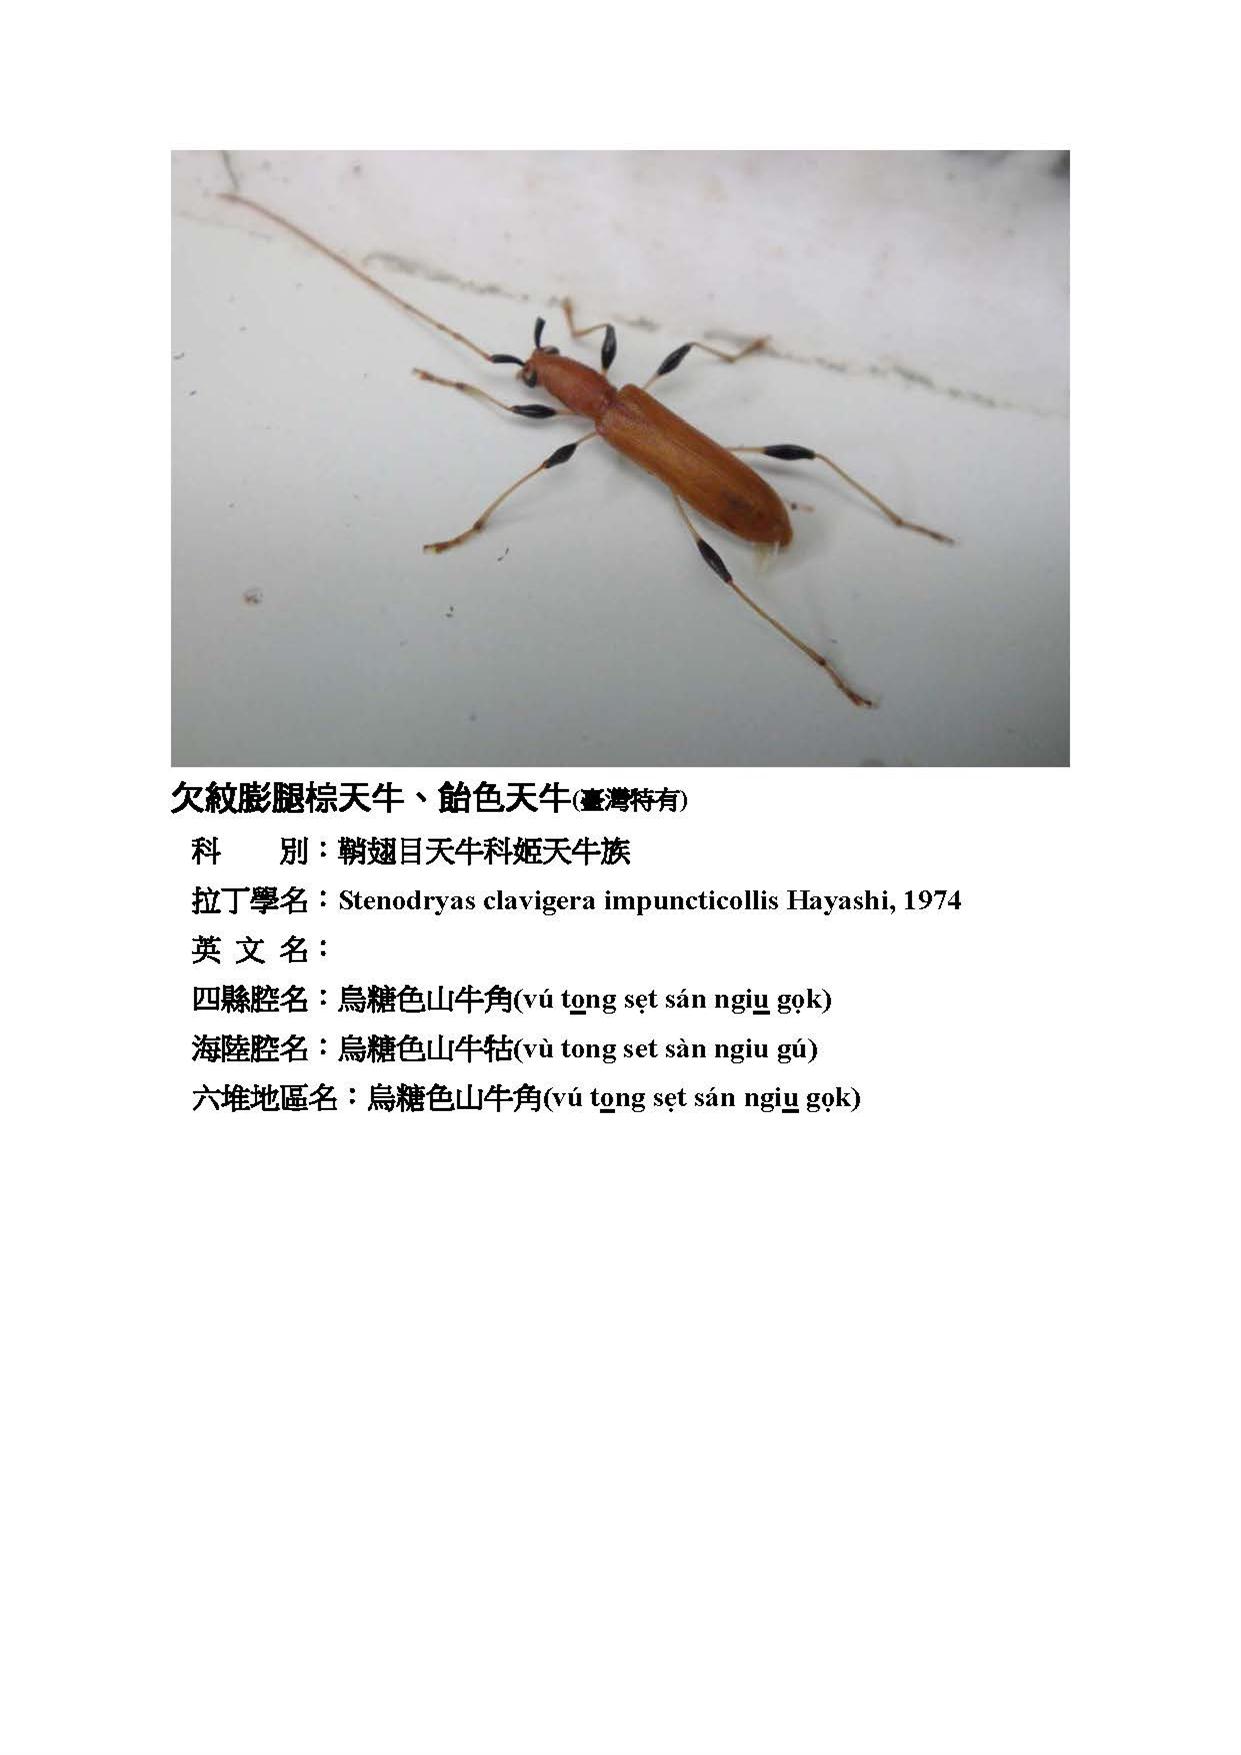 欠紋膨腿棕天牛、飴色天牛(臺灣特有)
科　　別：鞘翅目天牛科姬天牛族
拉丁學名：Stenodryas clavigera impuncticollis Hayashi, 1974
英 文 名：
四縣腔名：烏糖色山牛角(vú to̲ng sẹt sán ngiu̲ gọk)
海陸腔名：烏糖色山牛牯(vù tong set sàn ngiu gú)
六堆地區名：烏糖色山牛角(vú to̲ng sẹt sán ngiu̲ gọk)